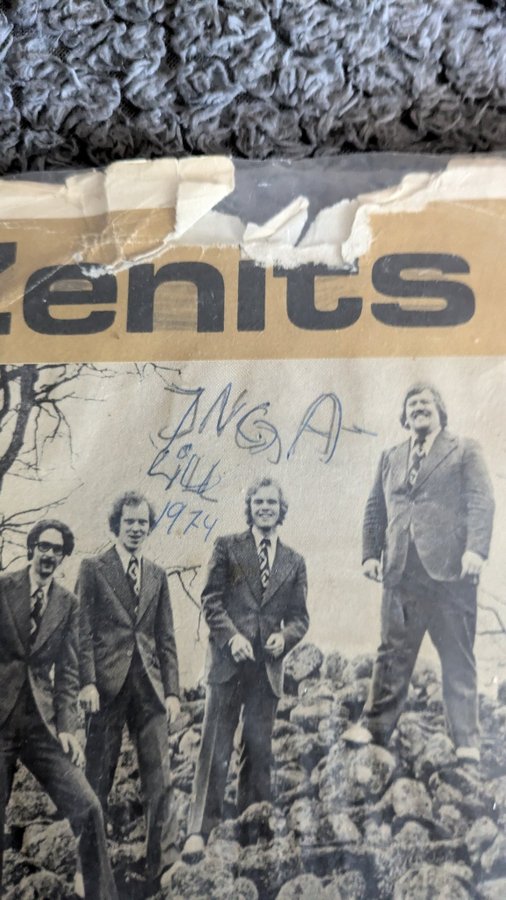 Zenits
INGA-
Lill
1974